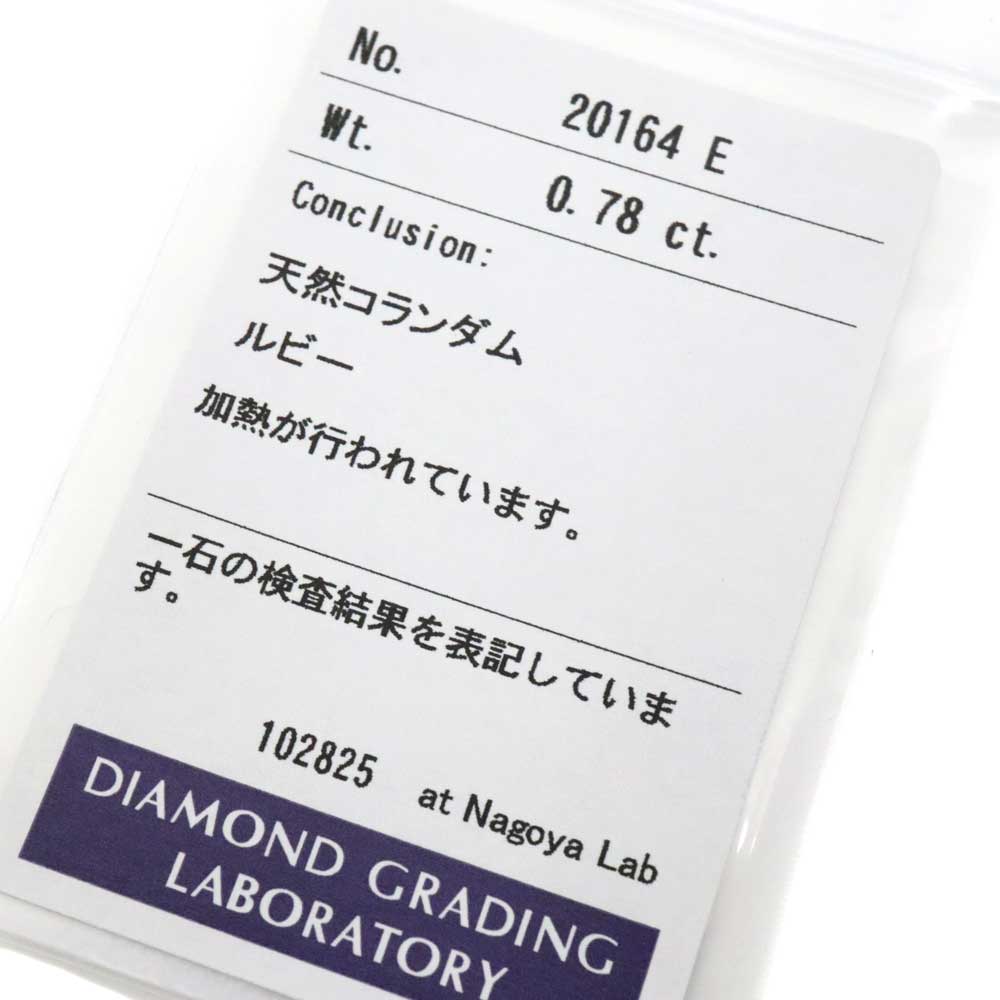 No. 20164 E
Wt. 0.78 ct.
Conclusion:
天然コランダム
ルビー
加熱が行われています。
一石の検査結果を表記していま
す。
102825 at Nagoya Lab
DIAMOND GRADING
LABORATORY